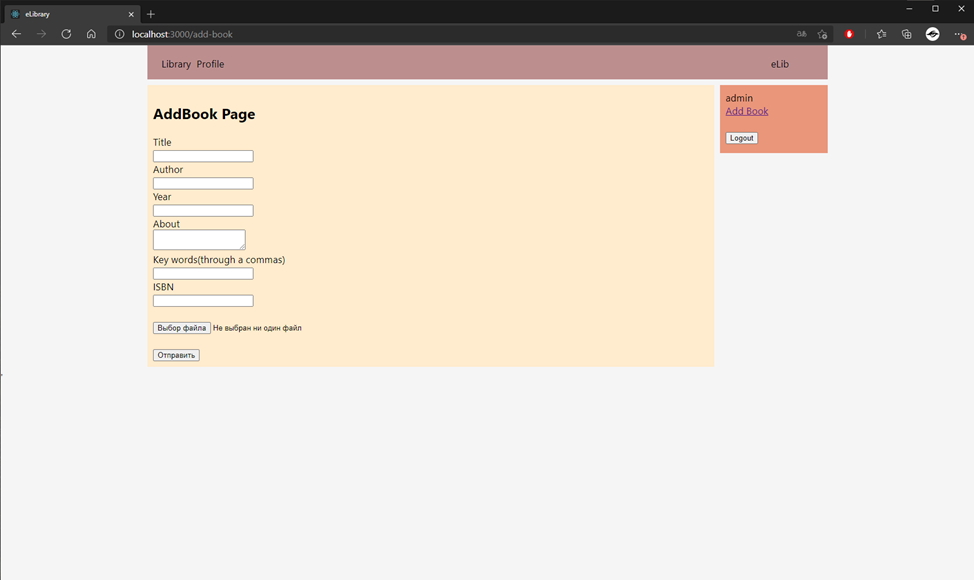 eLibrary
localhost:3000/add-book
Library Profile
eLib
AddBook Page
Title
Author
Year
About
Key words(through a commas)
ISBN
Выбор файла Не выбран ни один файл
Отправить
admin
Add Book
Logout